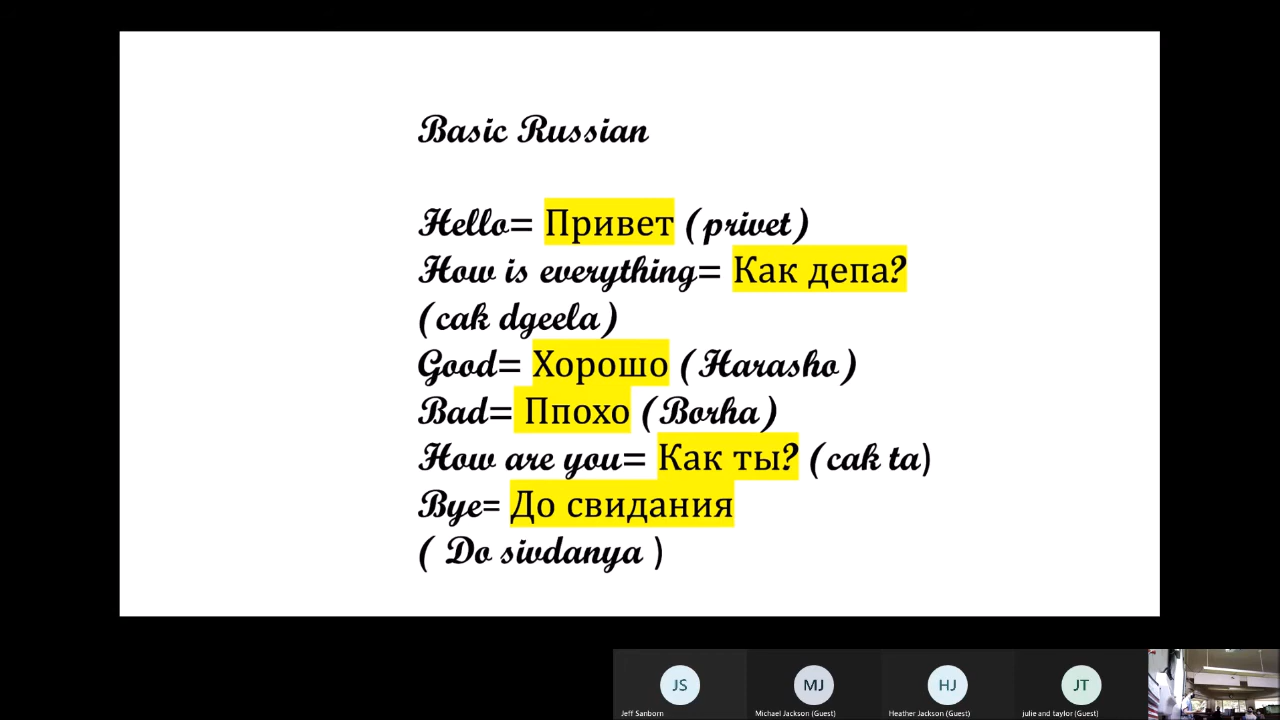 Basic Russian
Hello= Привет (privet)
How is everything= Как депа?
(cak dgeela)
Good= Хорошо (Harasho)
Bad= Ппохо (Borha)
How are you= Как ты? (cak ta)
Bye= До свидания
( Do sivdanya )
JS
MJ
HJ
JT
Jeff Sanborn
Michael Jackson (Guest)
Heather Jackson (Guest)
julie and taylor (Guest)